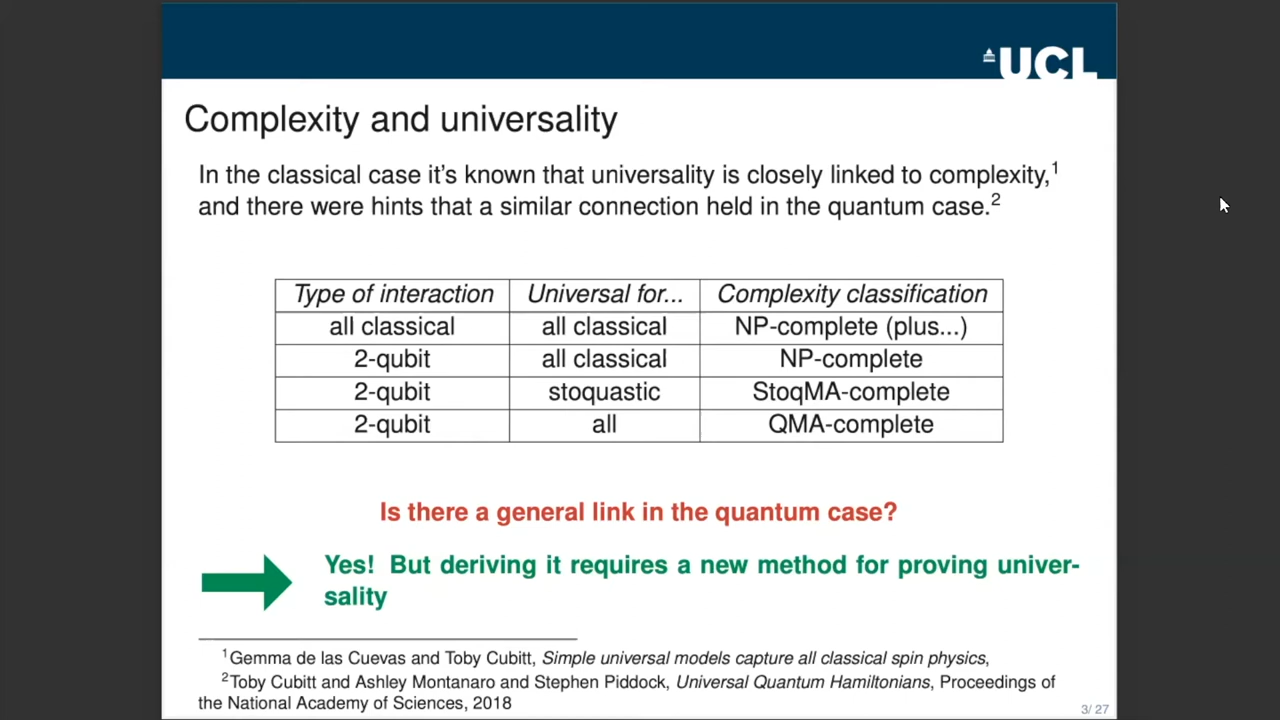 UCL
Complexity and universality
In the classical case it's known that universality is closely linked to complexity,1
and there were hints that a similar connection held in the quantum case.2
Type of interaction Universal for... Complexity classification
all classical all classical NP-complete (plus...)
2-qubit all classical NP-complete
2-qubit stoquastic StoqMA-complete
2-qubit all QMA-complete
Is there a general link in the quantum case?
Yes! But deriving it requires a new method for proving univer-
sality
1Gemma de las Cuevas and Toby Cubitt, Simple universal models capture all classical spin physics,
2Toby Cubitt and Ashley Montanaro and Stephen Piddock, Universal Quantum Hamiltonians, Proceedings of
the National Academy of Sciences, 2018
3/ 27